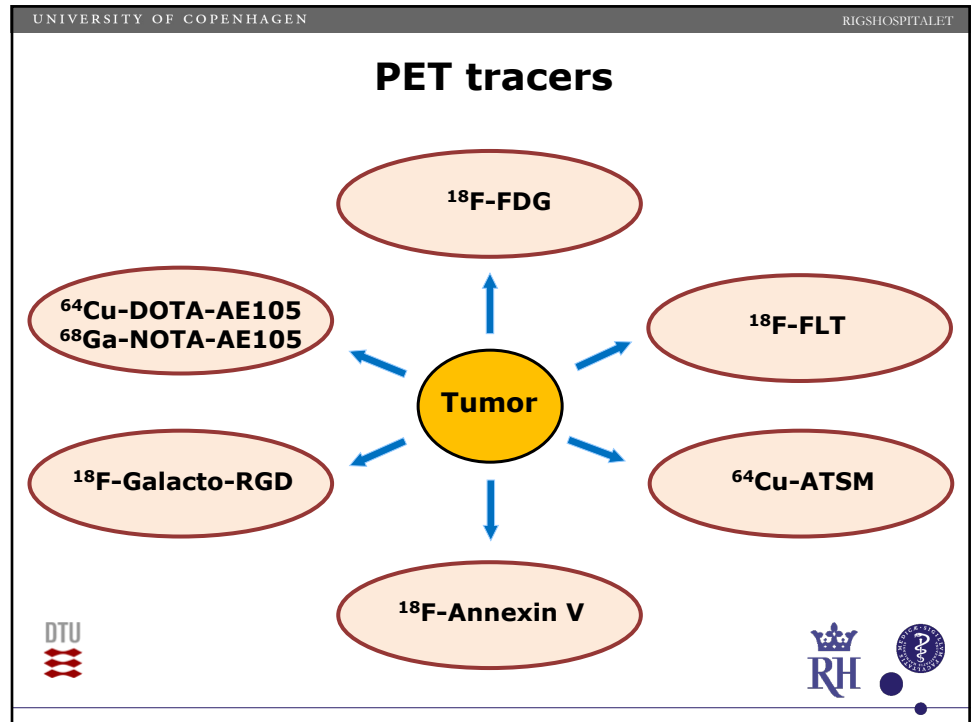 UNIVERSITY OF COPENHAGEN
RIGSHOSPITALET
PET tracers
¹⁸F-FDG
⁶⁴Cu-DOTA-AE105
⁶⁸Ga-NOTA-AE105
¹⁸F-FLT
Tumor
¹⁸F-Galacto-RGD
⁶⁴Cu-ATSM
¹⁸F-Annexin V
DTU
RH